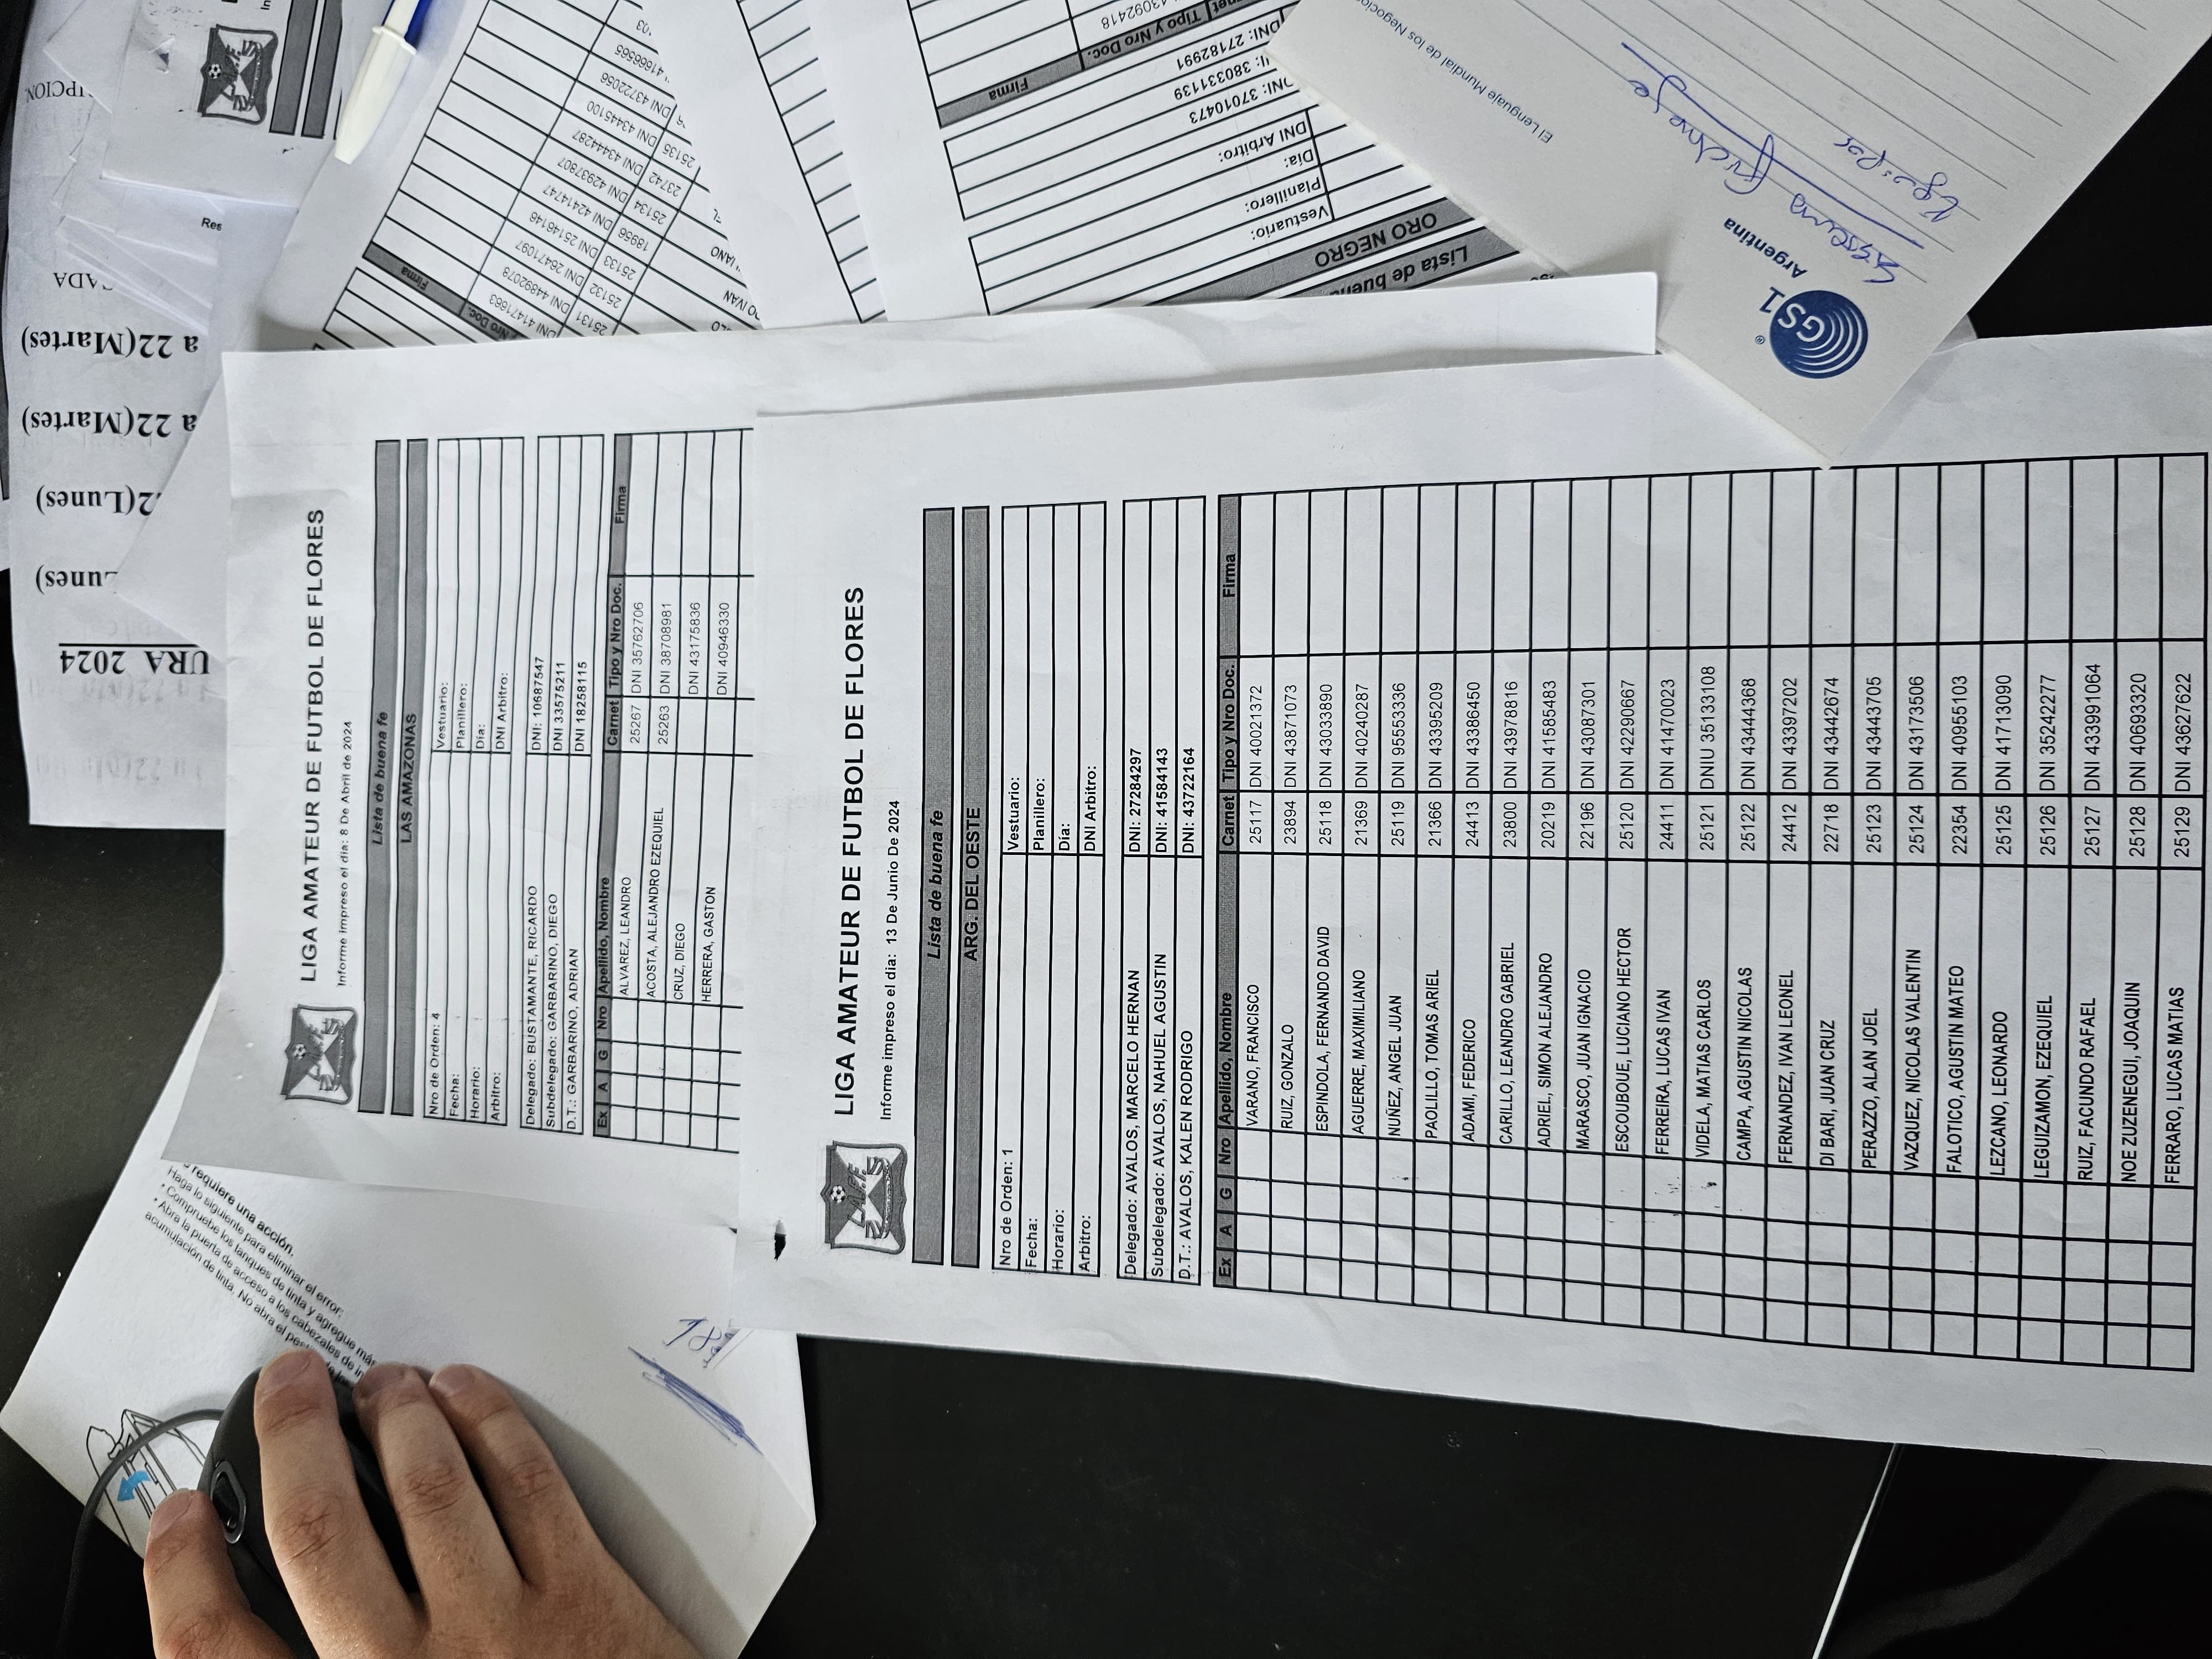 requiere una acción.
Haga lo siguiente para eliminar el error:
• Compruebe los tanques de tinta y agregue
• Abra la puerta de acceso a los cabezales de
acumulación de tinta. No abra el
URA 2024
Lunes)
2(Lunes)
a 22(Martes)
a 22(Martes)
CADA
IPCION
Res
LIGA AMATEUR DE FUTBOL DE FLORES
Informe impreso el dia: 8 De Abril de 2024
Lista de buena fe
LAS AMAZONAS
Nro de Orden: 4 Vestuario:
Fecha: Planillero:
Horario: Día:
Arbitro: DNI Arbitro:
Delegado: BUSTAMANTE, RICARDO DNI: 10687547
Subdelegado: GARBARINO, DIEGO DNI 33575211
D.T.: GARBARINO, ADRIAN DNI 18258115
Ex A G Nro Apellido, Nombre Carnet Tipo y Nro Doc. Firma
ALVAREZ, LEANDRO 25267 DNI 35762706
ACOSTA, ALEJANDRO EZEQUIEL 25263 DNI 38708981
CRUZ, DIEGO DNI 43175836
HERRERA, GASTON DNI 40946330
L.A.F.F.
LIGA AMATEUR DE FUTBOL DE FLORES
Informe impreso el dia: 13 De Junio De 2024
Lista de buena fe
ARG. DEL OESTE
Nro de Orden: 1 Vestuario:
Fecha: Planillero:
Horario: Día:
Arbitro: DNI Arbitro:
Delegado: AVALOS, MARCELO HERNAN DNI: 27284297
Subdelegado: AVALOS, NAHUEL AGUSTIN DNI: 41584143
D.T.: AVALOS, KALEN RODRIGO DNI: 43722164
Ex A G Nro Apellido, Nombre Carnet Tipo y Nro Doc. Firma
VARANO, FRANCISCO 25117 DNI 40021372
RUIZ, GONZALO 23894 DNI 43871073
ESPINDOLA, FERNANDO DAVID 25118 DNI 43033890
AGUERRE, MAXIMILIANO 21369 DNI 40240287
NUÑEZ, ANGEL JUAN 25119 DNI 95553336
PAOLILLO, TOMAS ARIEL 21366 DNI 43395209
ADAMI, FEDERICO 24413 DNI 43386450
CARILLO, LEANDRO GABRIEL 23800 DNI 43978816
ADRIEL, SIMON ALEJANDRO 20219 DNI 41585483
MARASCO, JUAN IGNACIO 22196 DNI 43087301
ESCOUBOUE, LUCIANO HECTOR 25120 DNI 42290667
FERREIRA, LUCAS IVAN 24411 DNI 41470023
VIDELA, MATIAS CARLOS 25121 DNIU 35133108
CAMPA, AGUSTIN NICOLAS 25122 DNI 43444368
FERNANDEZ, IVAN LEONEL 24412 DNI 43397202
DI BARI, JUAN CRUZ 22718 DNI 43442674
PERAZZO, ALAN JOEL 25123 DNI 43443705
VAZQUEZ, NICOLAS VALENTIN 25124 DNI 43173506
FALOTICO, AGUSTIN MATEO 22354 DNI 40955103
LEZCANO, LEONARDO 25125 DNI 41713090
LEGUIZAMON, EZEQUIEL 25126 DNI 35242277
RUIZ, FACUNDO RAFAEL 25127 DNI 433991064
NOE ZUZENEGUI, JOAQUIN 25128 DNI 40693320
FERRARO, LUCAS MATIAS 25129 DNI 43627622
Nro Doc. Firma
25131 DNI 41471663
25132 DNI 44892078
25133 DNI 26471097
18956 DNI 25146146
25134 DNI 42414747
23742 DNI 42937807
25135 DNI 43444287
DNI 43445100
DNI 43722056
41666565
03
O IVAN
LIANO
Lista de buen
ORO NEGRO
Vestuario:
Planillero:
Día:
DNI Arbitro:
DNI: 37010473
I: 38033139
DNI: 27182991
net Tipo y Nro Doc. Firma
43092418
El Lenguaje Mundial de los Negocios
GS1
Argentina